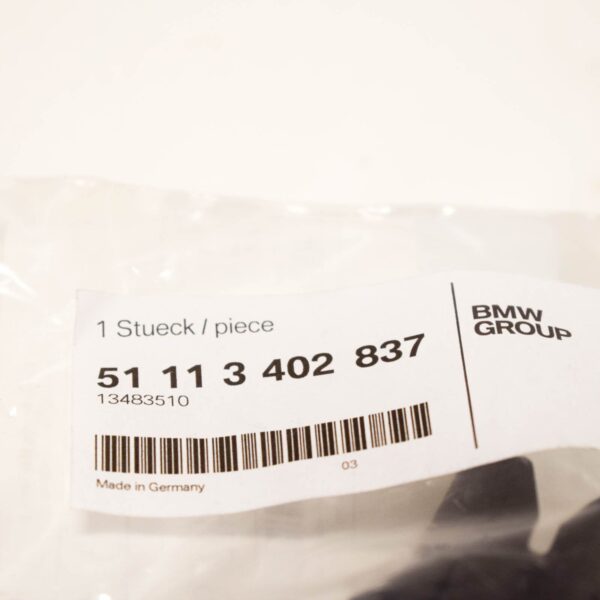 1 Stueck / piece
51 11 3 402 837
13483510
03
Made in Germany
BMW
GROUP